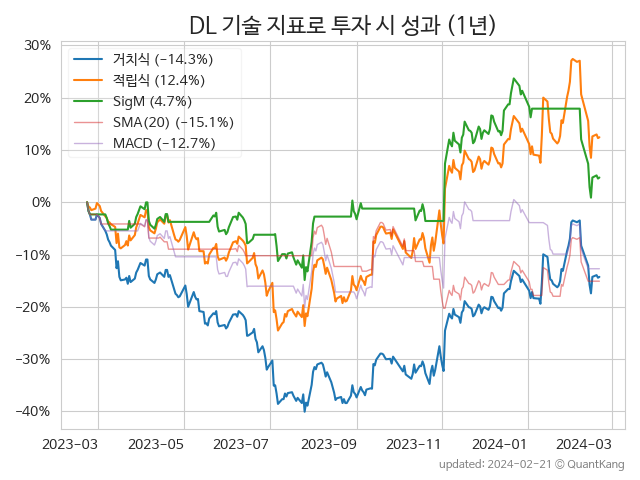 DL 기술 지표로 투자 시 성과 (1년)
30%
20%
10%
0%
−10%
−20%
−30%
−40%
거치식 (−14.3%)
적립식 (12.4%)
SigM (4.7%)
SMA(20) (−15.1%)
MACD (−12.7%)
2023-03 2023-05 2023-07 2023-09 2023-11 2024-01 2024-03
updated: 2024-02-21 © QuantKang